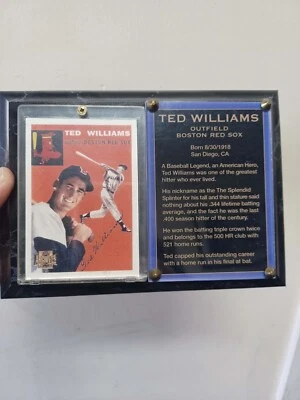 TED WILLIAMS
BOSTON RED SOX
Ted Williams
TED WILLIAMS
OUTFIELD
BOSTON RED SOX
Born 8/30/1918
San Diego, CA
A Baseball Legend, an American Hero,
Ted Williams was one of the greatest
hitter who ever lived.
His nickname as the The Splendid
Splinter for his tall and thin stature said
nothing about his .344 lifetime batting
average, and the fact he was the last
.400 season hitter of the century.
He won the batting triple crown twice
and belongs to the 500 HR club with
521 home runs.
Ted capped his outstanding career
with a home run in his final at bat.